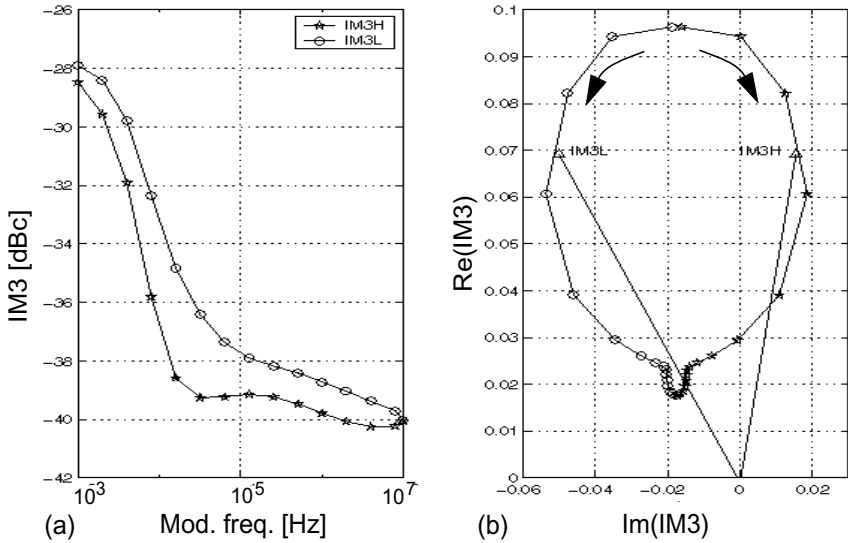 IM3 [dBc]
−26
−28
−30
−32
−34
−36
−38
−40
−42
IM3H
IM3L
10-3
10-5
107
(a)
Mod. freq. [Hz]
Re(IM3)
0.1
0.09
0.08
0.07
0.06
0.05
0.04
0.03
0.02
0.01
0
IM3L
IM3H
−0.06
−0.04
−0.02
0
0.02
(b)
Im(IM3)